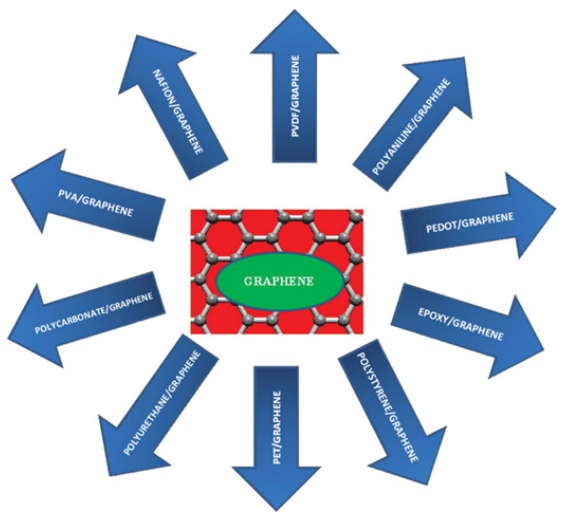 NAFION/GRAPHENE
PVDF/GRAPHENE
POLYANILINE/GRAPHENE
PVA/GRAPHENE
PEDOT/GRAPHENE
GRAPHENE
POLYCARBONATE/GRAPHENE
EPOXY/GRAPHENE
POLYURETHANE/GRAPHENE
PET/GRAPHENE
POLYSTYRENE/GRAPHENE